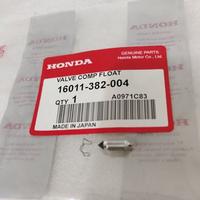 HONDA
GENUINE PARTS
Honda Motor Co., Ltd.
VALVE COMP FLOAT
16011-382-004
QTY 1 A0971C83
MADE IN JAPAN